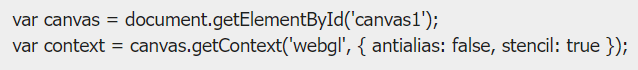 var canvas = document.getElementById('canvas1');
var context = canvas.getContext('webgl', { antialias: false, stencil: true });